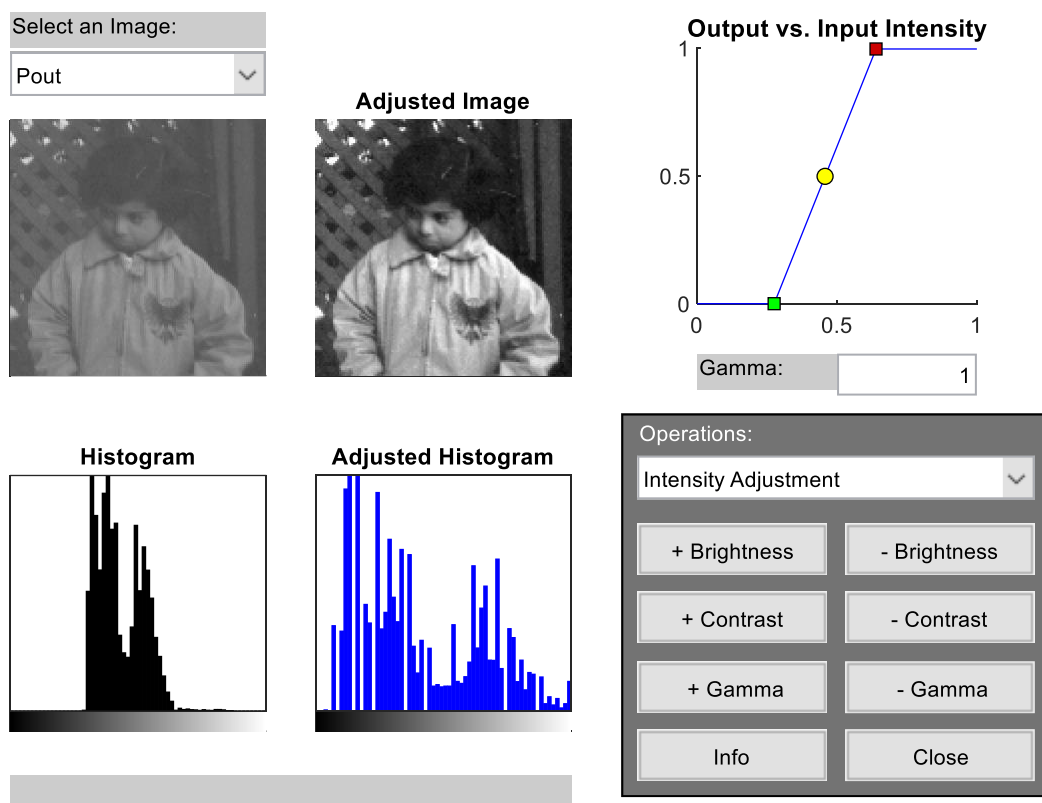 Select an Image:
Pout
Adjusted Image
Output vs. Input Intensity
1
0.5
0
0
0.5
1
Gamma:
1
Histogram
Adjusted Histogram
Operations:
Intensity Adjustment
+ Brightness
- Brightness
+ Contrast
- Contrast
+ Gamma
- Gamma
Info
Close